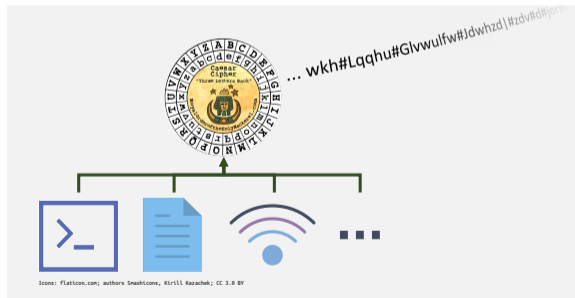 ... wkh#Lqqhu#Glvwulfw#Jdwhzd|#zdv#d#
Caesar
Cipher
"Three Letters Back"
Icons: flaticon.com; authors Smashicons, Kirill Kazachek; CC 3.0 BY